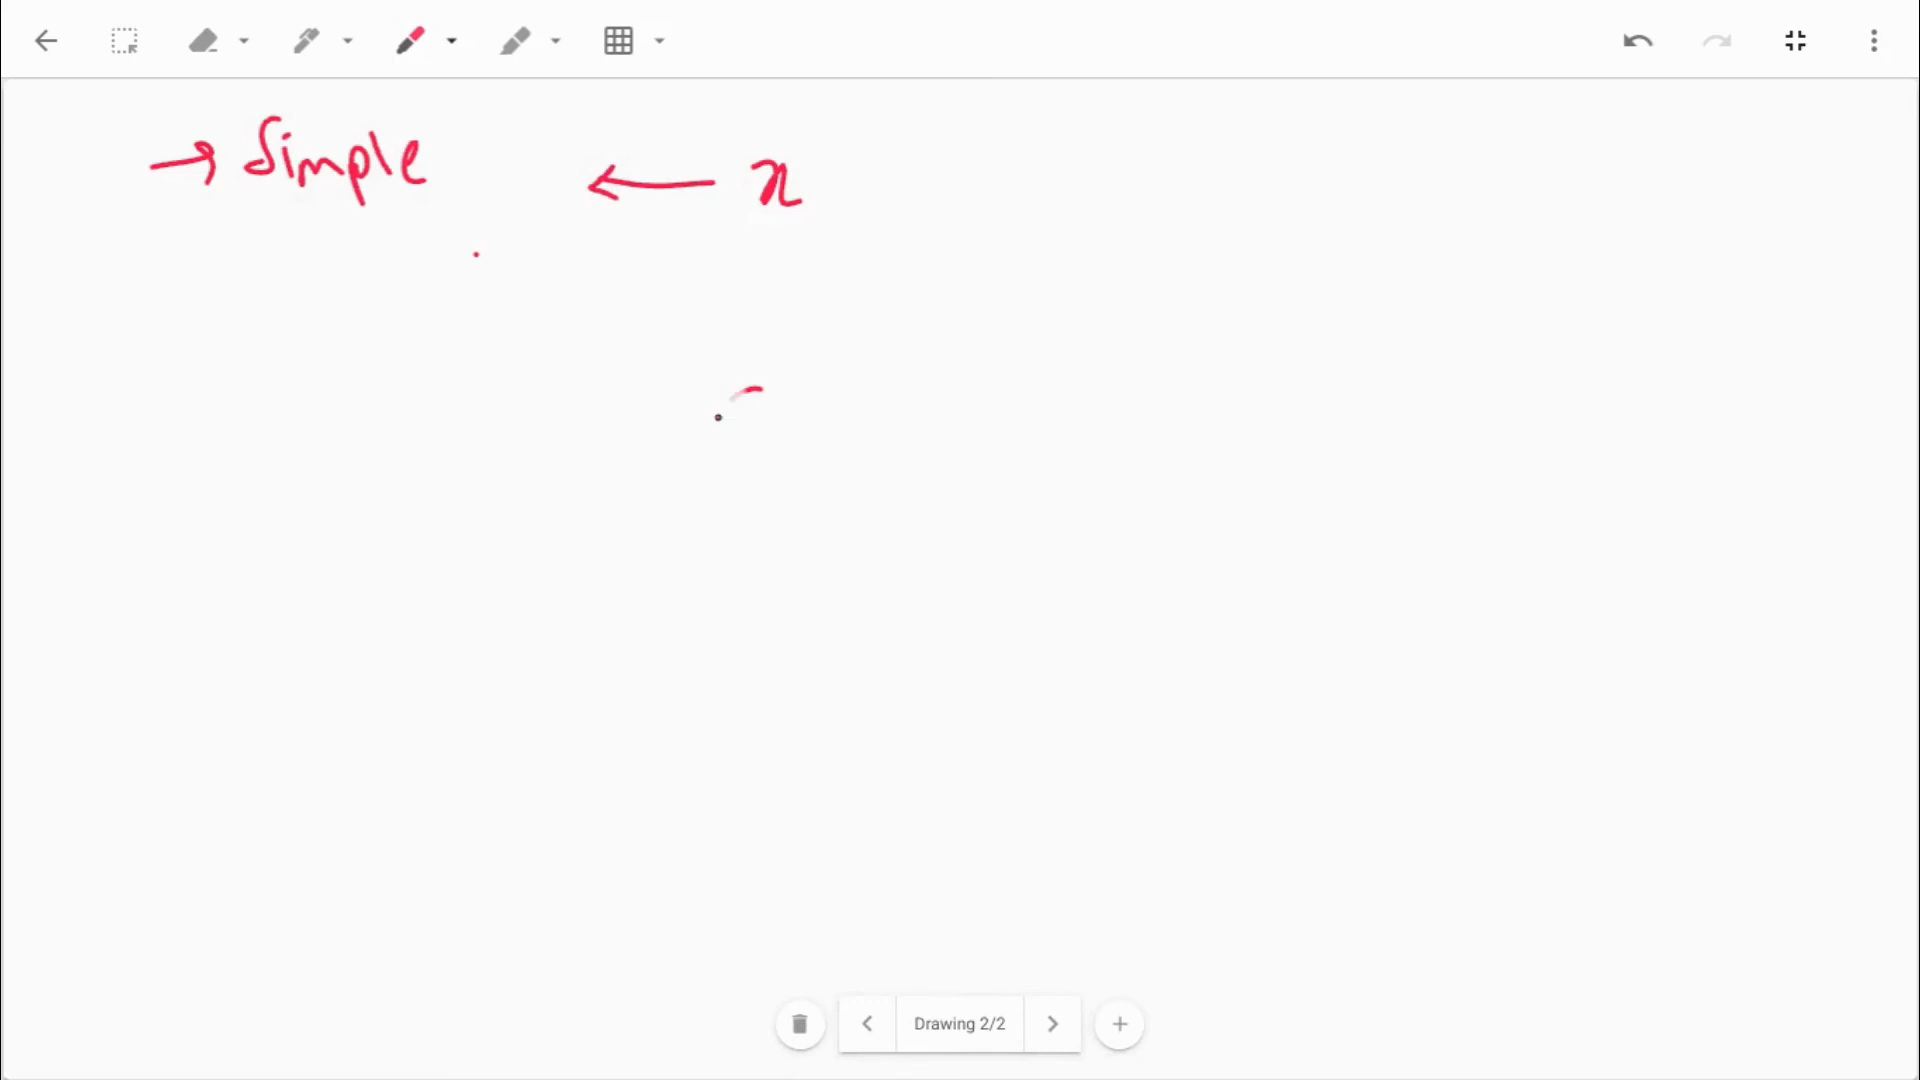 → Simple ← x
Drawing 2/2